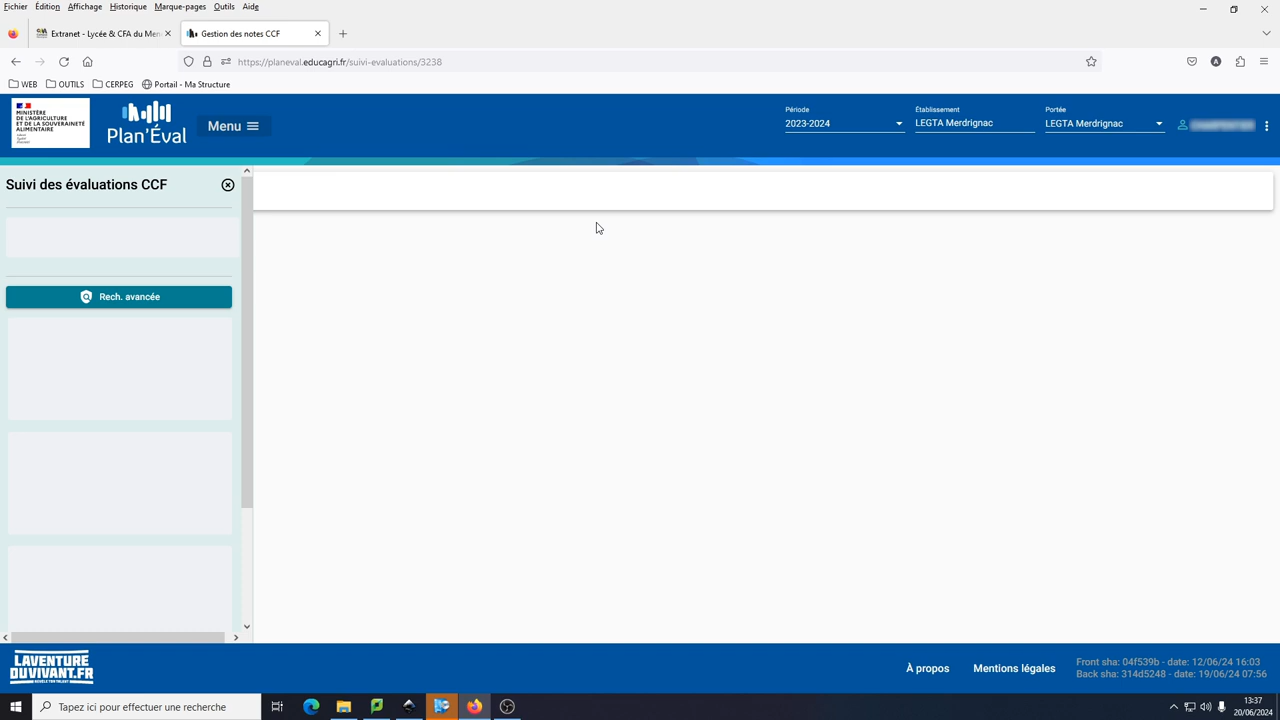 Fichier Édition Affichage Historique Marque-pages Outils Aide
Extranet - Lycée & CFA du Men
Gestion des notes CCF
https://planeval.educagri.fr/suivi-evaluations/3238
WEB OUTILS CERPEG Portail - Ma Structure
MINISTÈRE
DE L'AGRICULTURE
ET DE LA SOUVERAINETÉ
ALIMENTAIRE
Plan'Éval
Menu
Période
2023-2024
Établissement
LEGTA Merdrignac
Portée
LEGTA Merdrignac
Suivi des évaluations CCF
Rech. avancée
L'AVENTURE
DUVIVANT.FR
À propos
Mentions légales
Front sha: 04f539b - date: 12/06/24 16:03
Back sha: 314d5248 - date: 19/06/24 07:56
Tapez ici pour effectuer une recherche
13:37
20/06/2024